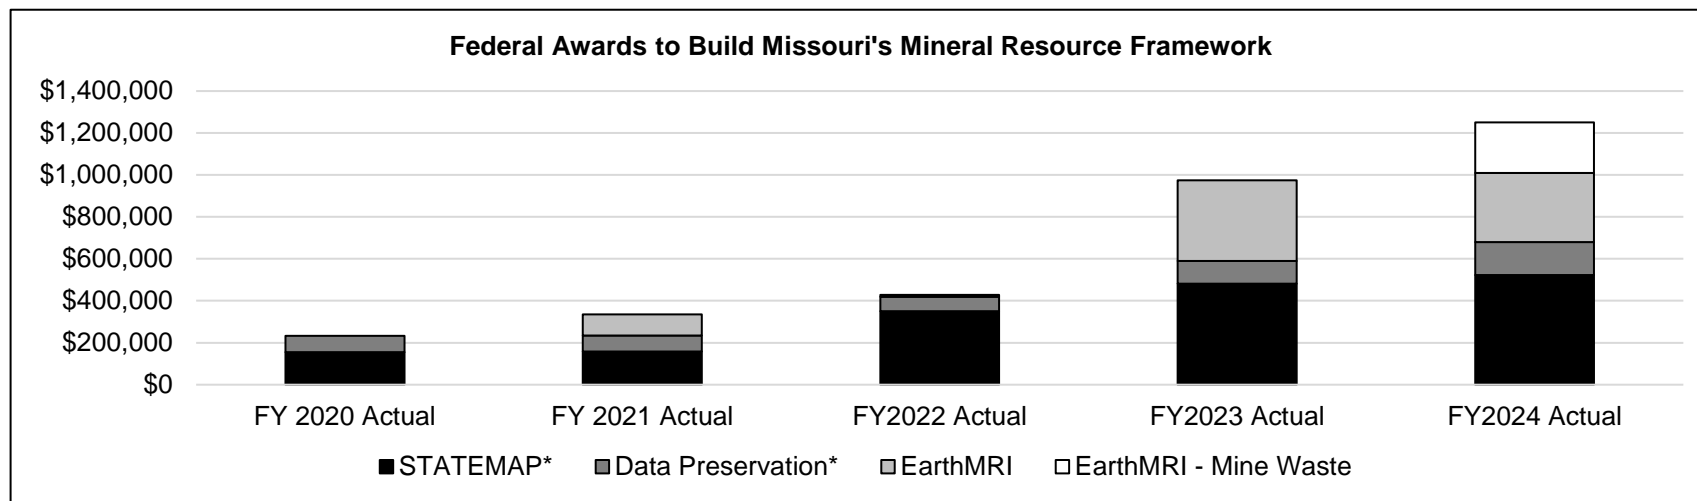 Federal Awards to Build Missouri's Mineral Resource Framework
$1,400,000
$1,200,000
$1,000,000
$800,000
$600,000
$400,000
$200,000
$0
FY 2020 Actual FY 2021 Actual FY2022 Actual FY2023 Actual FY2024 Actual
STATEMAP* Data Preservation* EarthMRI EarthMRI - Mine Waste